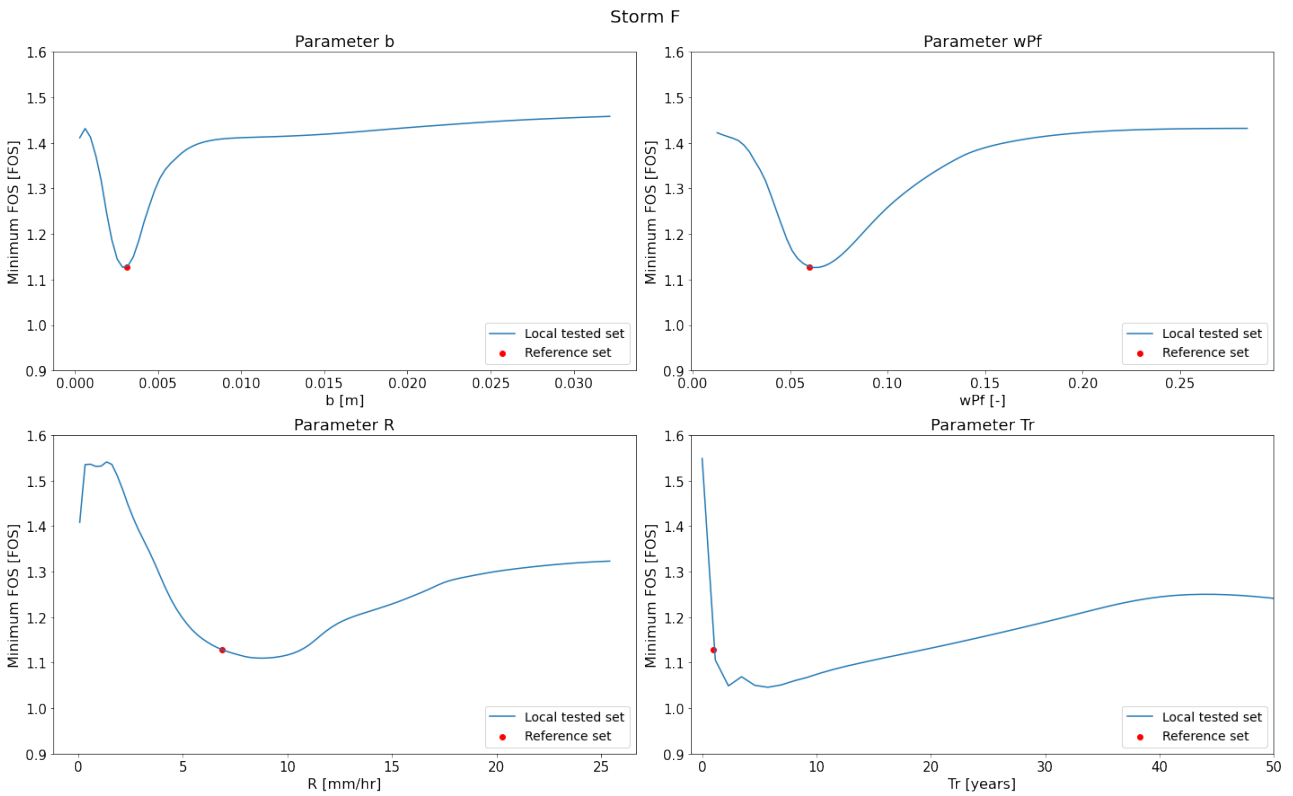 Storm F
Parameter b
Minimum FOS [FOS]
1.6
1.5
1.4
1.3
1.2
1.1
1.0
0.9
0.000 0.005 0.010 0.015 0.020 0.025 0.030
b [m]
Local tested set
Reference set
Parameter wPf
Minimum FOS [FOS]
1.6
1.5
1.4
1.3
1.2
1.1
1.0
0.9
0.00 0.05 0.10 0.15 0.20 0.25
wPf [-]
Local tested set
Reference set
Parameter R
Minimum FOS [FOS]
1.6
1.5
1.4
1.3
1.2
1.1
1.0
0.9
0 5 10 15 20 25
R [mm/hr]
Local tested set
Reference set
Parameter Tr
Minimum FOS [FOS]
1.6
1.5
1.4
1.3
1.2
1.1
1.0
0.9
0 10 20 30 40 50
Tr [years]
Local tested set
Reference set